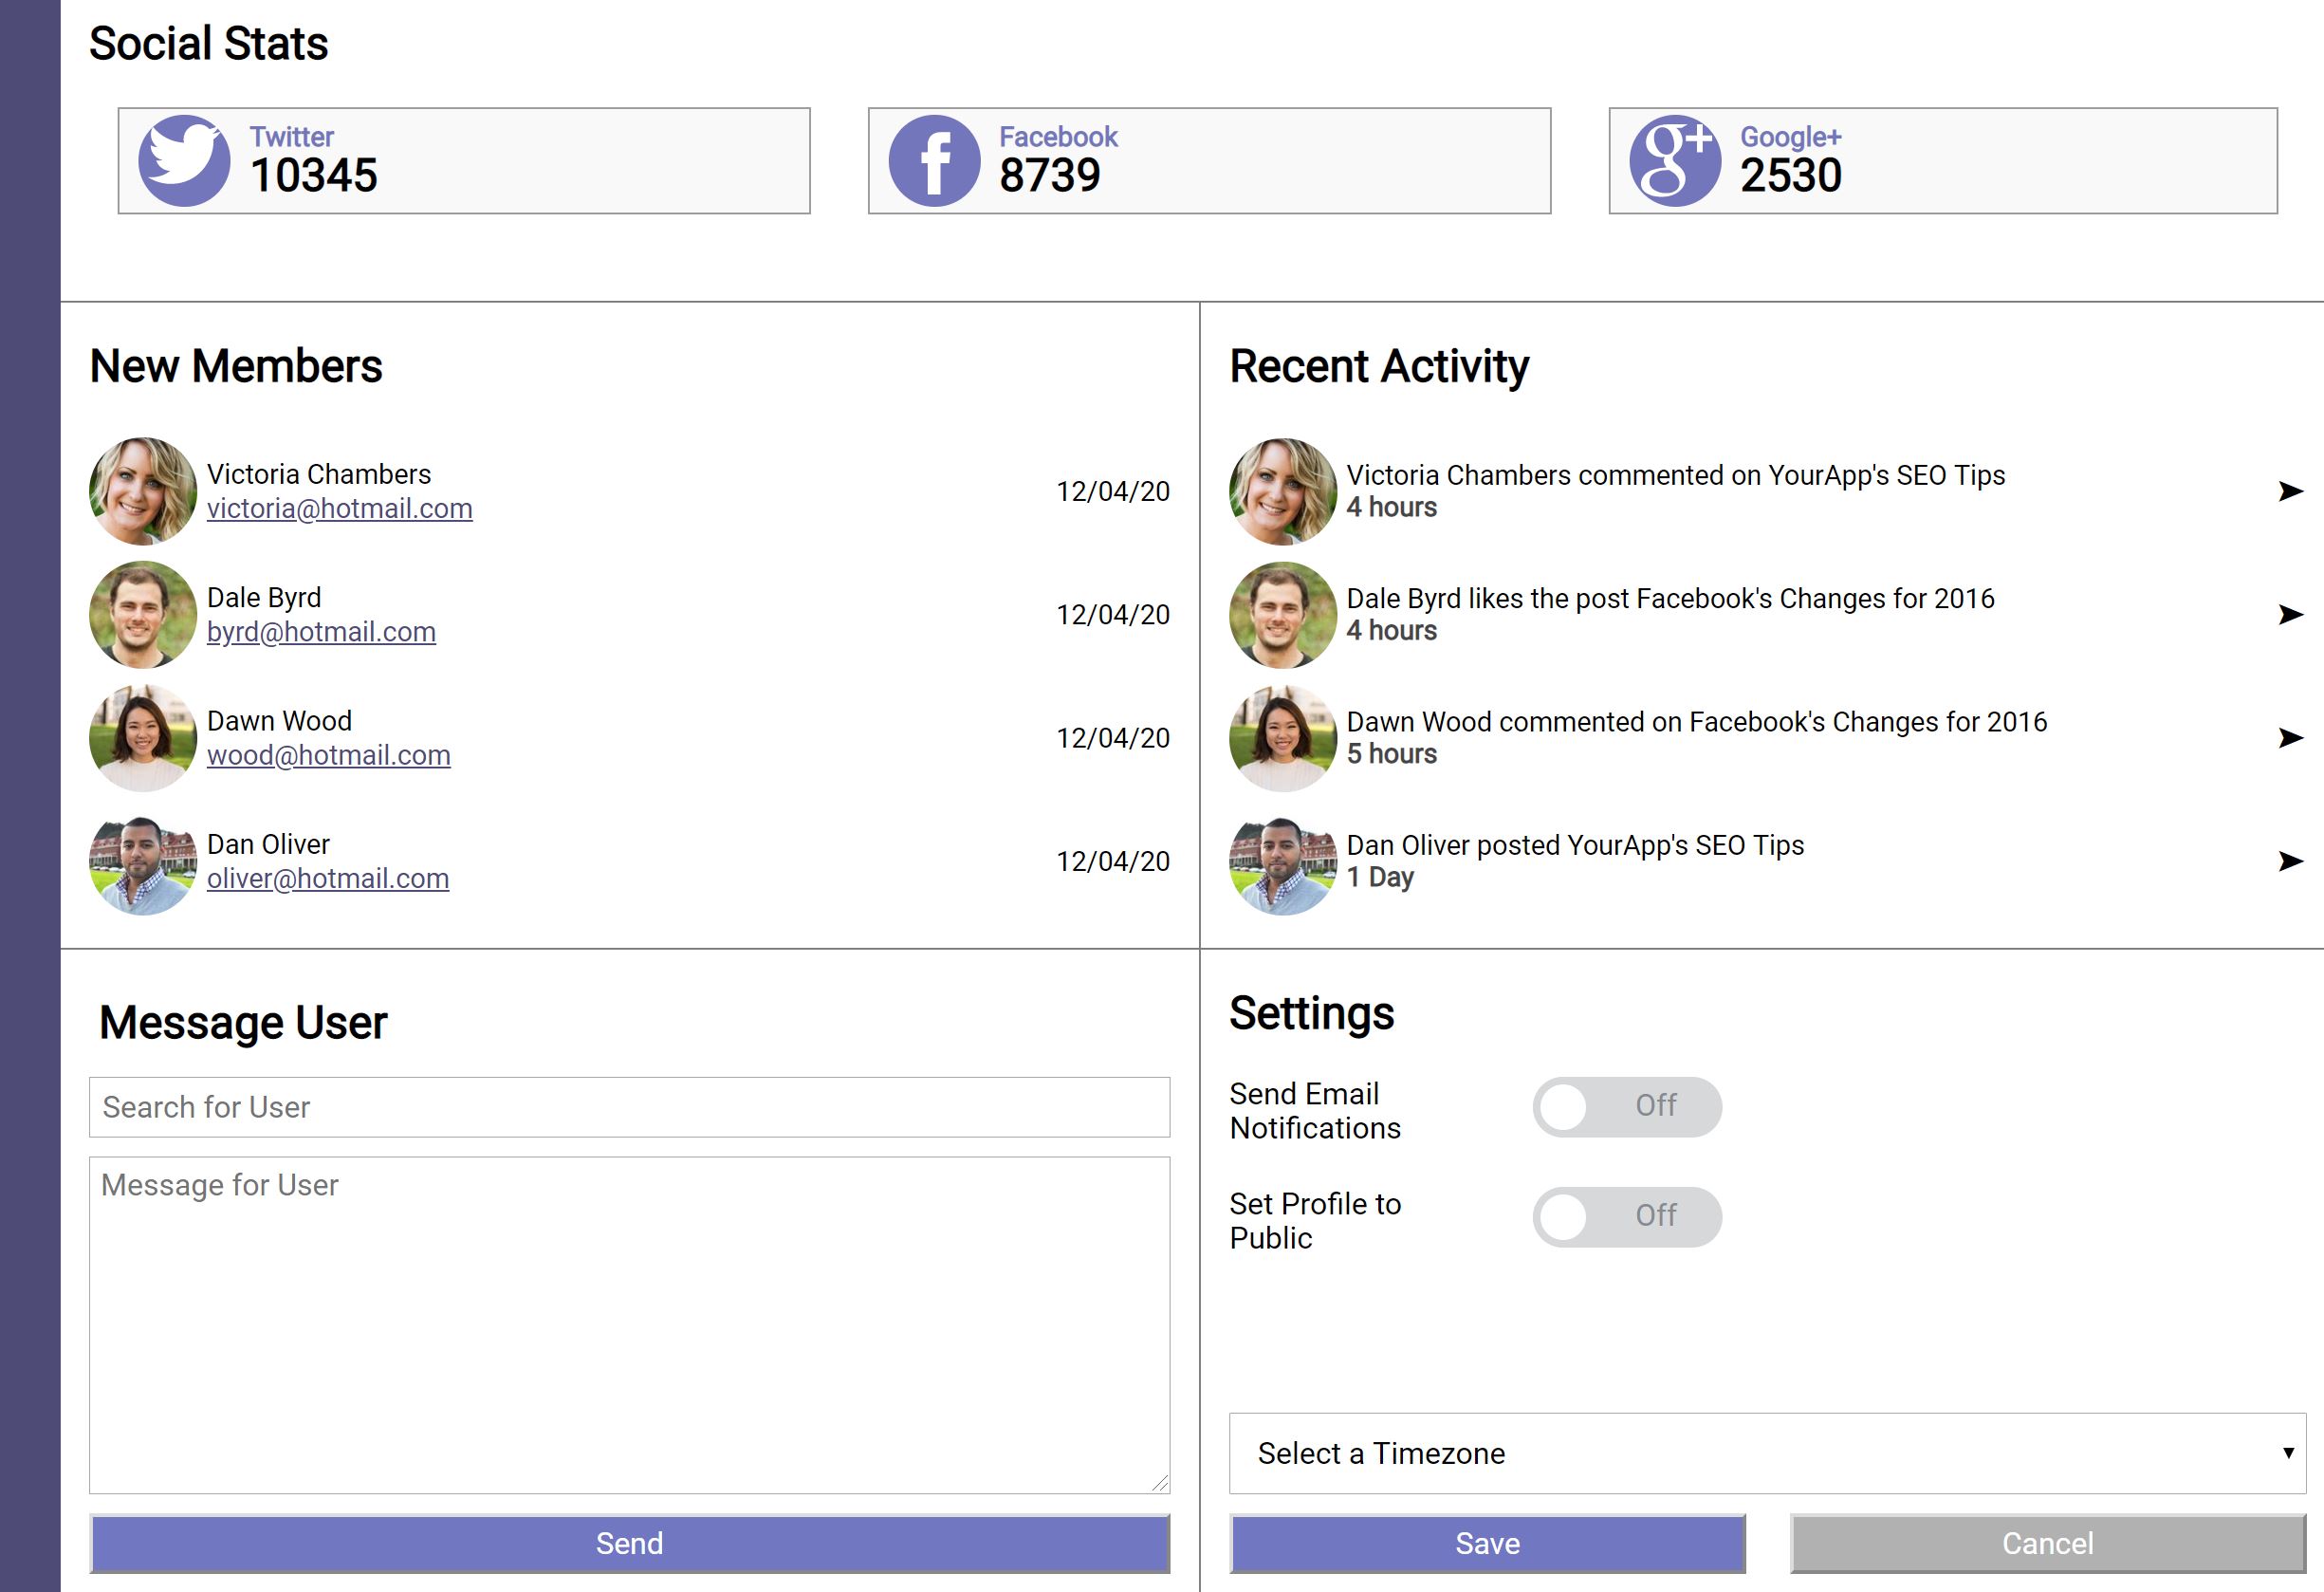 Social Stats
Twitter
10345
Facebook
8739
Google+
2530
New Members
Victoria Chambers
victoria@hotmail.com
12/04/20
Dale Byrd
byrd@hotmail.com
12/04/20
Dawn Wood
wood@hotmail.com
12/04/20
Dan Oliver
oliver@hotmail.com
12/04/20
Recent Activity
Victoria Chambers commented on YourApp's SEO Tips
4 hours
Dale Byrd likes the post Facebook's Changes for 2016
4 hours
Dawn Wood commented on Facebook's Changes for 2016
5 hours
Dan Oliver posted YourApp's SEO Tips
1 Day
Message User
Search for User
Message for User
Send
Settings
Send Email
Notifications
Off
Set Profile to
Public
Off
Select a Timezone
Save
Cancel